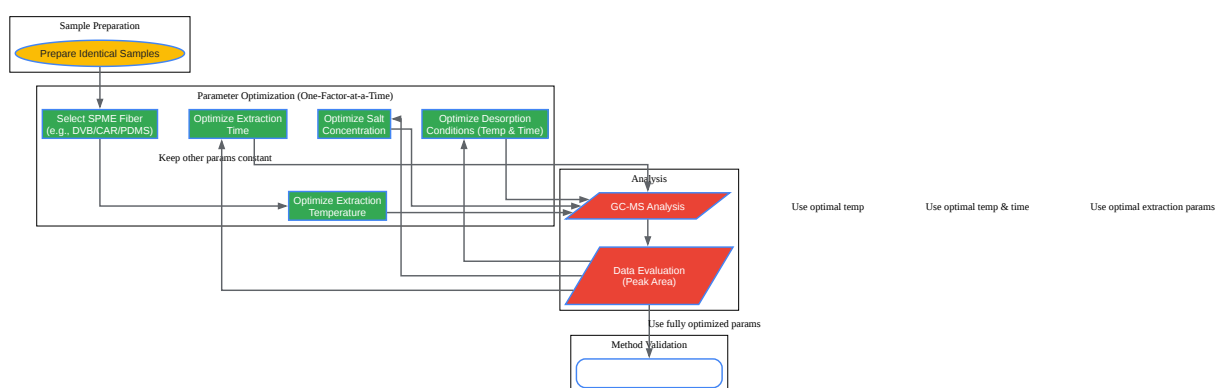 Sample Preparation
Prepare Identical Samples
Parameter Optimization (One-Factor-at-a-Time)
Select SPME Fiber
(e.g., DVB/CAR/PDMS)
Optimize Extraction
Time
Optimize Salt
Concentration
Optimize Desorption
Conditions (Temp & Time)
Keep other params constant
Optimize Extraction
Temperature
Analysis
GC-MS Analysis
Use optimal temp
Use optimal temp & time
Use optimal extraction params
Data Evaluation
(Peak Area)
Use fully optimized params
Method Validation